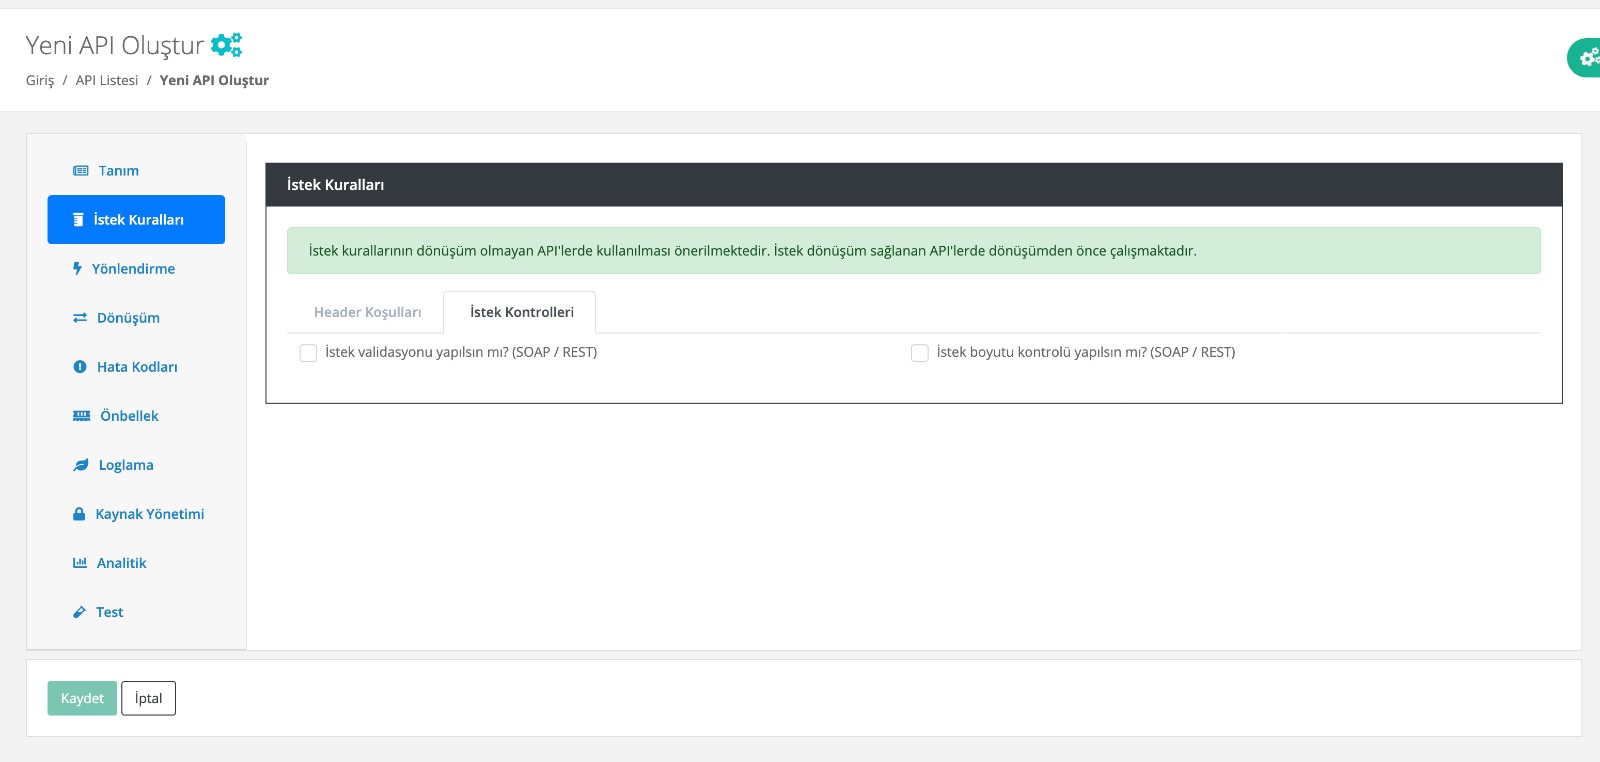 Yeni API Oluştur
Giriş / API Listesi / Yeni API Oluştur
Tanım
İstek Kuralları
Yönlendirme
Dönüşüm
Hata Kodları
Önbellek
Loglama
Kaynak Yönetimi
Analitik
Test
İstek Kuralları
İstek kurallarının dönüşüm olmayan API'lerde kullanılması önerilmektedir. İstek dönüşüm sağlanan API'lerde dönüşümden önce çalışmaktadır.
Header Koşulları İstek Kontrolleri
İstek validasyonu yapılsın mı? (SOAP / REST) İstek boyutu kontrolü yapılsın mı? (SOAP / REST)
Kaydet İptal